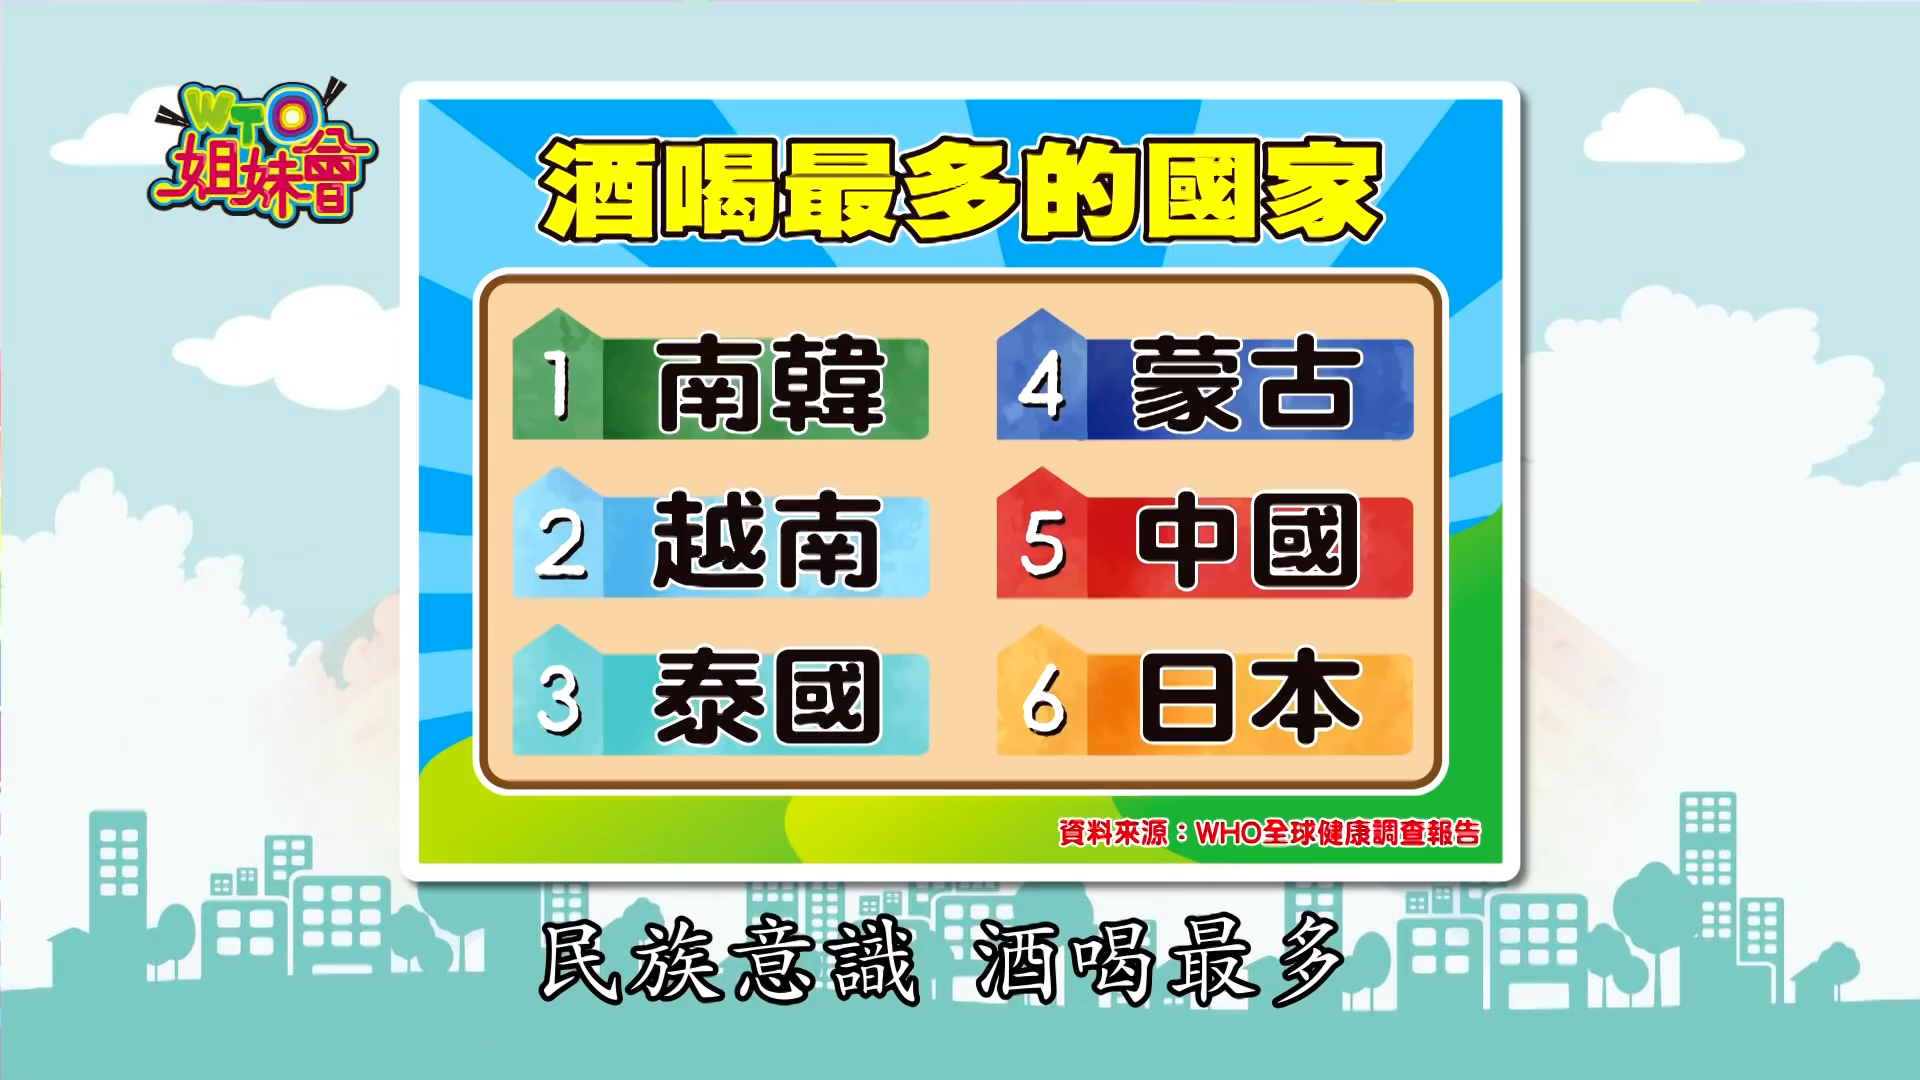 WTO
姐妹會
酒喝最多的國家
1 南韓
2 越南
3 泰國
4 蒙古
5 中國
6 日本
資料來源：WHO全球健康調查報告
民族意識 酒喝最多